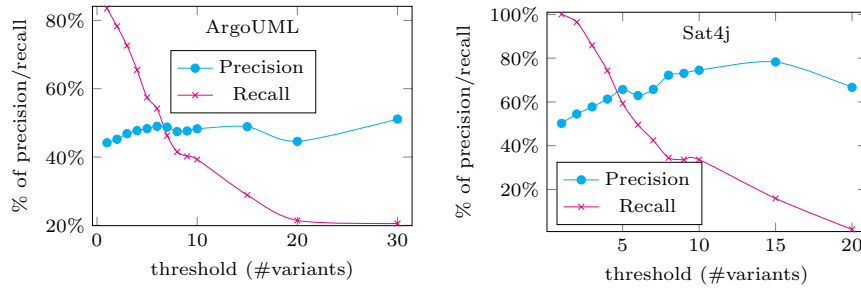 ArgoUML
% of precision/recall
80%
60%
40%
20%
Precision
Recall
0
10
20
30
threshold (#variants)
Sat4j
% of precision/recall
100%
80%
60%
40%
20%
Precision
Recall
5
10
15
20
threshold (#variants)